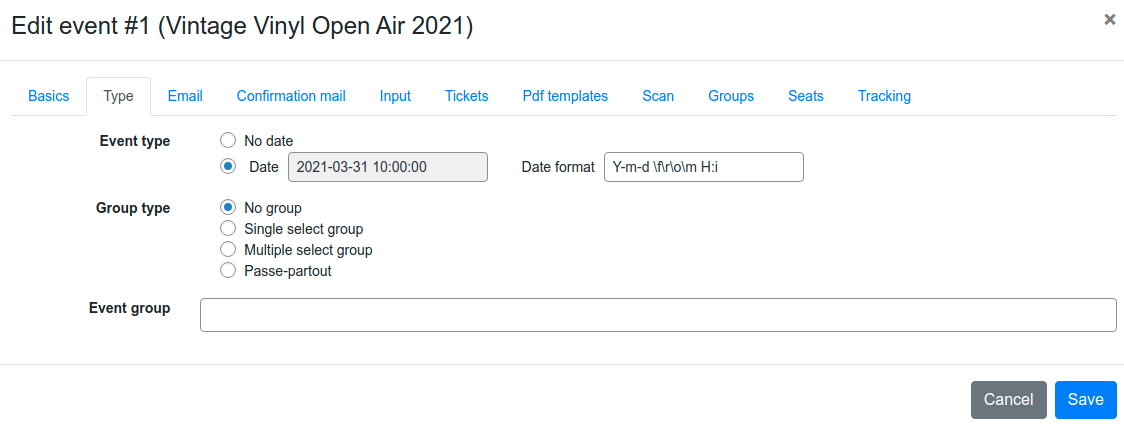 Edit event #1 (Vintage Vinyl Open Air 2021)
×
Basics Type Email Confirmation mail Input Tickets Pdf templates Scan Groups Seats Tracking
Event type No date
Date 2021-03-31 10:00:00 Date format Y-m-d \f\r\o\m H:i
Group type No group
Single select group
Multiple select group
Passe-partout
Event group
Cancel Save